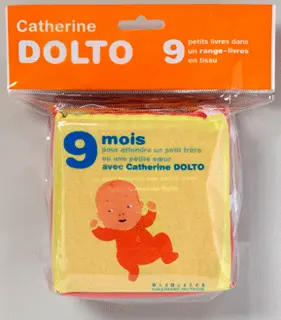 Catherine
DOLTO
9
petits livres dans
un range-livres
en tissu
9 mois
pour attendre un petit frère
ou une petite sœur
avec Catherine DOLTO